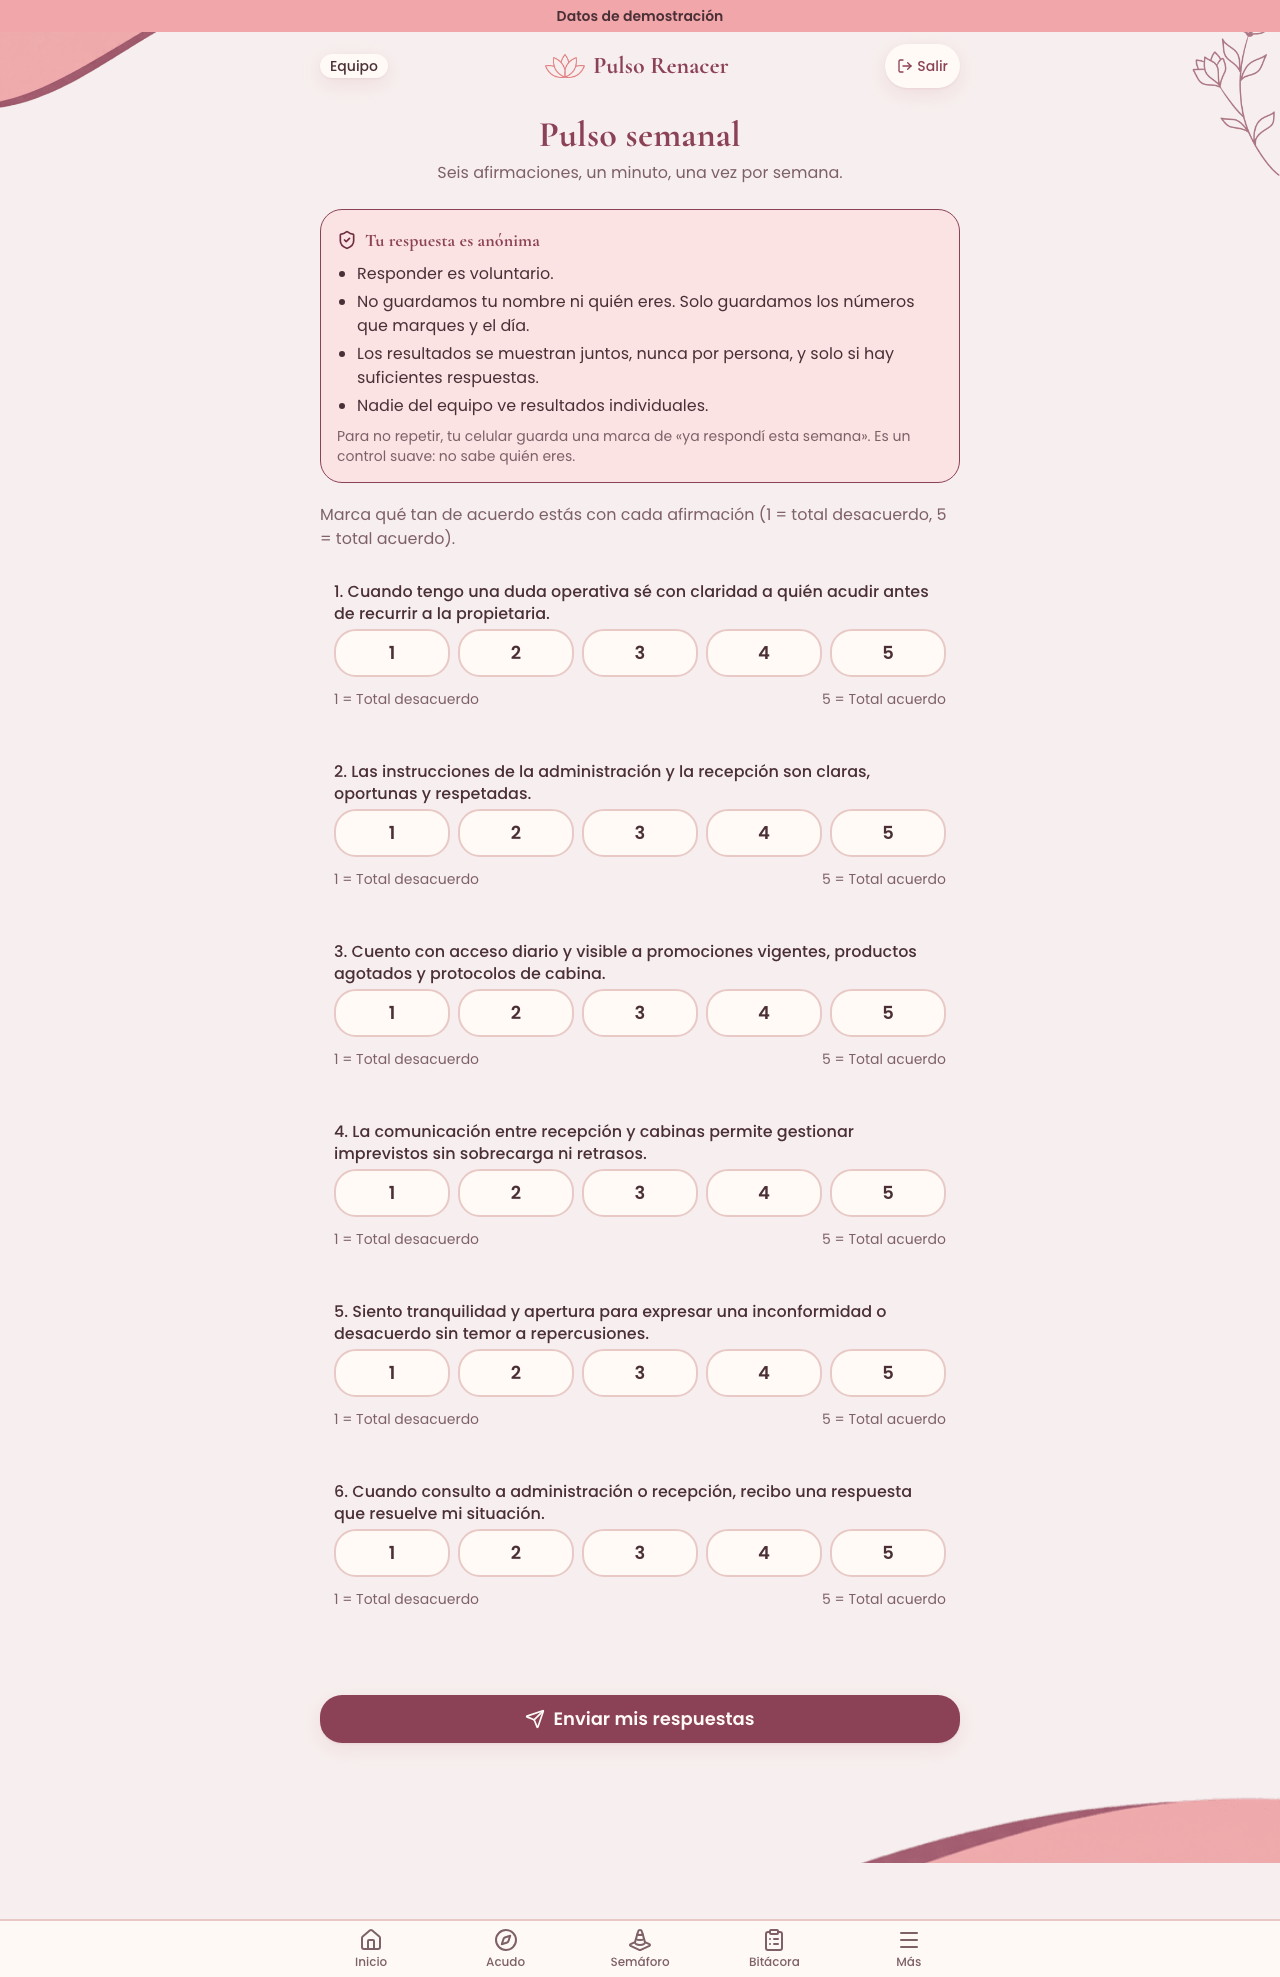 Datos de demostración
Equipo
Pulso Renacer
Salir
Pulso semanal
Seis afirmaciones, un minuto, una vez por semana.
Tu respuesta es anónima
• Responder es voluntario.
• No guardamos tu nombre ni quién eres. Solo guardamos los números
que marques y el día.
• Los resultados se muestran juntos, nunca por persona, y solo si hay
suficientes respuestas.
• Nadie del equipo ve resultados individuales.
Para no repetir, tu celular guarda una marca de «ya respondí esta semana». Es un
control suave: no sabe quién eres.
Marca qué tan de acuerdo estás con cada afirmación (1 = total desacuerdo, 5
= total acuerdo).
1. Cuando tengo una duda operativa sé con claridad a quién acudir antes
de recurrir a la propietaria.
1 2 3 4 5
1 = Total desacuerdo 5 = Total acuerdo
2. Las instrucciones de la administración y la recepción son claras,
oportunas y respetadas.
1 2 3 4 5
1 = Total desacuerdo 5 = Total acuerdo
3. Cuento con acceso diario y visible a promociones vigentes, productos
agotados y protocolos de cabina.
1 2 3 4 5
1 = Total desacuerdo 5 = Total acuerdo
4. La comunicación entre recepción y cabinas permite gestionar
imprevistos sin sobrecarga ni retrasos.
1 2 3 4 5
1 = Total desacuerdo 5 = Total acuerdo
5. Siento tranquilidad y apertura para expresar una inconformidad o
desacuerdo sin temor a repercusiones.
1 2 3 4 5
1 = Total desacuerdo 5 = Total acuerdo
6. Cuando consulto a administración o recepción, recibo una respuesta
que resuelve mi situación.
1 2 3 4 5
1 = Total desacuerdo 5 = Total acuerdo
Enviar mis respuestas
Inicio Acudo Semáforo Bitácora Más